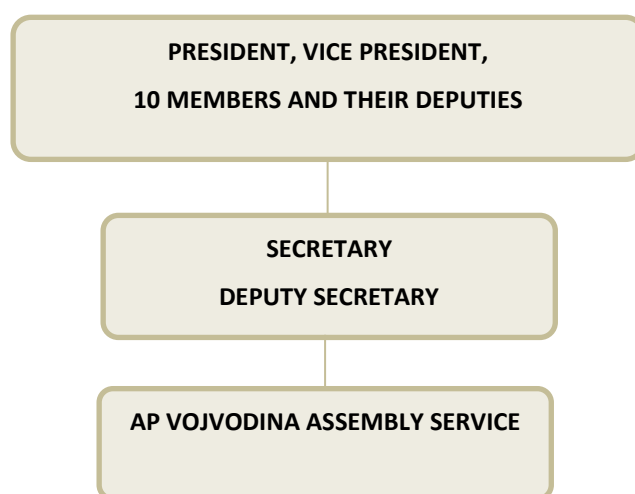 PRESIDENT, VICE PRESIDENT,
10 MEMBERS AND THEIR DEPUTIES
SECRETARY
DEPUTY SECRETARY
AP VOJVODINA ASSEMBLY SERVICE